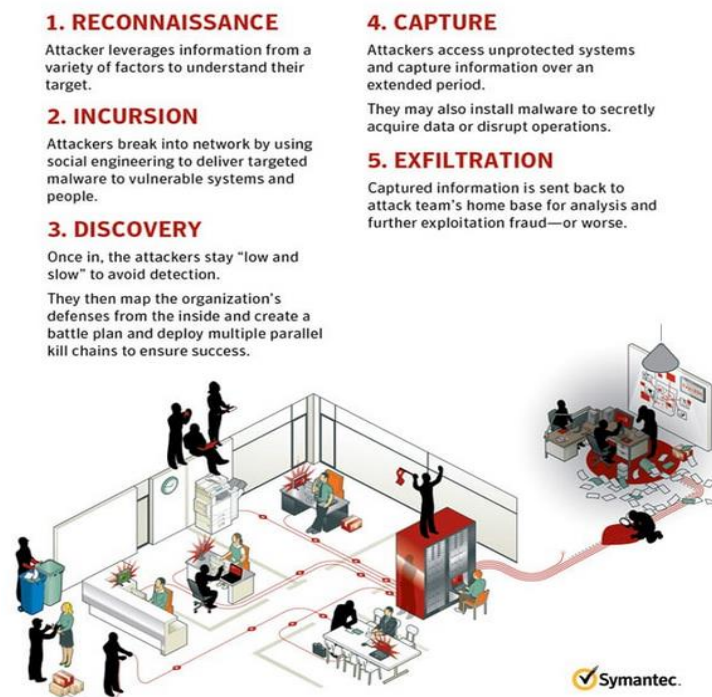 1. RECONNAISSANCE
Attacker leverages information from a
variety of factors to understand their
target.
2. INCURSION
Attackers break into network by using
social engineering to deliver targeted
malware to vulnerable systems and
people.
3. DISCOVERY
Once in, the attackers stay “low and
slow” to avoid detection.
They then map the organization’s
defenses from the inside and create a
battle plan and deploy multiple parallel
kill chains to ensure success.
4. CAPTURE
Attackers access unprotected systems
and capture information over an
extended period.
They may also install malware to secretly
acquire data or disrupt operations.
5. EXFILTRATION
Captured information is sent back to
attack team’s home base for analysis and
further exploitation fraud—or worse.
Symantec.